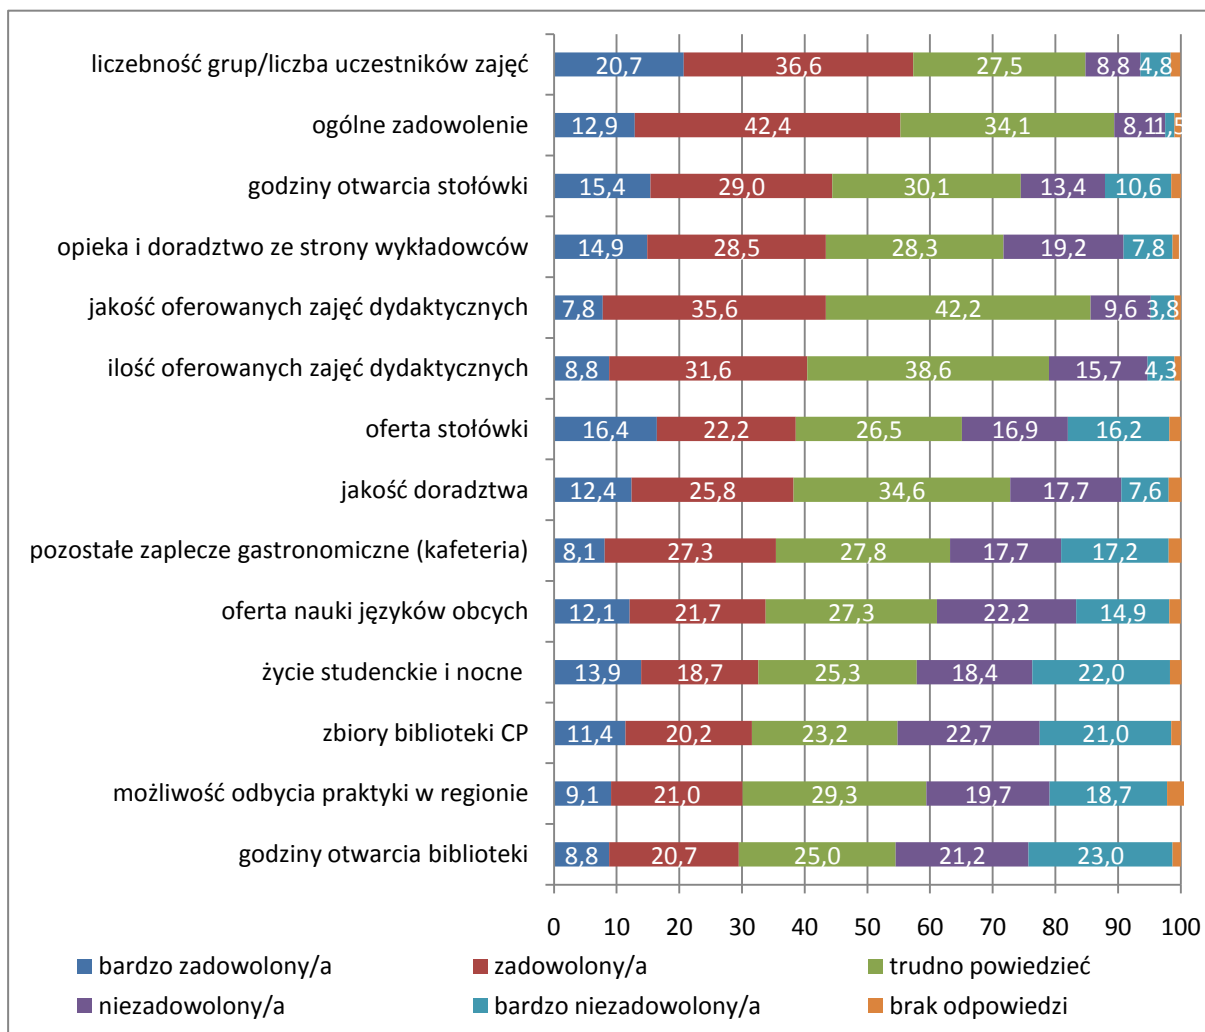 liczebność grup/liczba uczestników zajęć 20,7 36,6 27,5 8,8 4,8
ogólne zadowolenie 12,9 42,4 34,1 8,1 1,5
godziny otwarcia stołówki 15,4 29,0 30,1 13,4 10,6
opieka i doradztwo ze strony wykładowców 14,9 28,5 28,3 19,2 7,8
jakość oferowanych zajęć dydaktycznych 7,8 35,6 42,2 9,6 3,8
ilość oferowanych zajęć dydaktycznych 8,8 31,6 38,6 15,7 4,3
oferta stołówki 16,4 22,2 26,5 16,9 16,2
jakość doradztwa 12,4 25,8 34,6 17,7 7,6
pozostałe zaplecze gastronomiczne (kafeteria) 8,1 27,3 27,8 17,7 17,2
oferta nauki języków obcych 12,1 21,7 27,3 22,2 14,9
życie studenckie i nocne 13,9 18,7 25,3 18,4 22,0
zbiory biblioteki CP 11,4 20,2 23,2 22,7 21,0
możliwość odbycia praktyki w regionie 9,1 21,0 29,3 19,7 18,7
godziny otwarcia biblioteki 8,8 20,7 25,0 21,2 23,0
0 10 20 30 40 50 60 70 80 90 100
bardzo zadowolony/a zadowolony/a trudno powiedzieć
niezadowolony/a bardzo niezadowolony/a brak odpowiedzi